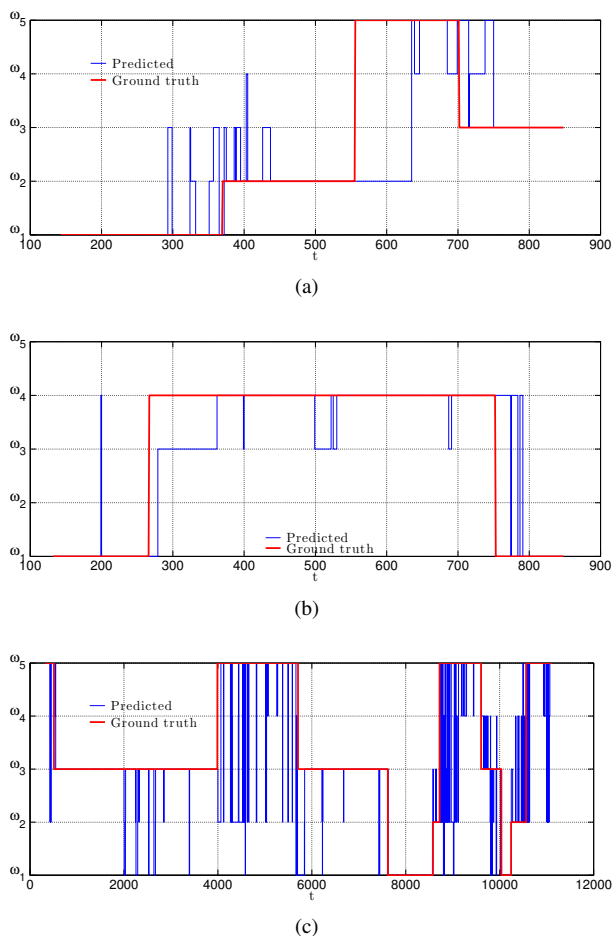 ω5
ω4
ω3
ω2
ω1
Predicted
Ground truth
100 200 300 400 500 600 700 800 900
t
(a)
ω5
ω4
ω3
ω2
ω1
Predicted
Ground truth
100 200 300 400 500 600 700 800 900
t
(b)
ω5
ω4
ω3
ω2
ω1
Predicted
Ground truth
0 2000 4000 6000 8000 10000 12000
t
(c)